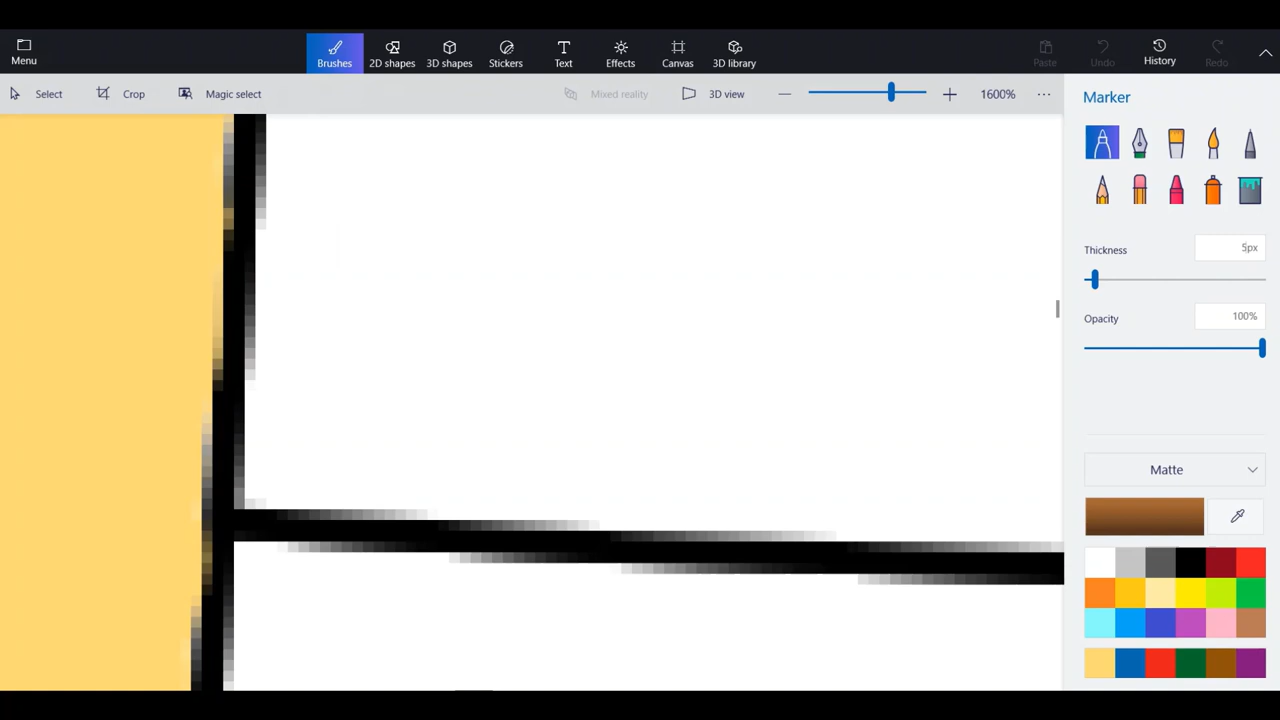 Menu
Brushes
2D shapes
3D shapes
Stickers
Text
Effects
Canvas
3D library
Paste
Undo
History
Redo
Select
Crop
Magic select
Mixed reality
3D view
1600%
Marker
Thickness
5px
Opacity
100%
Matte